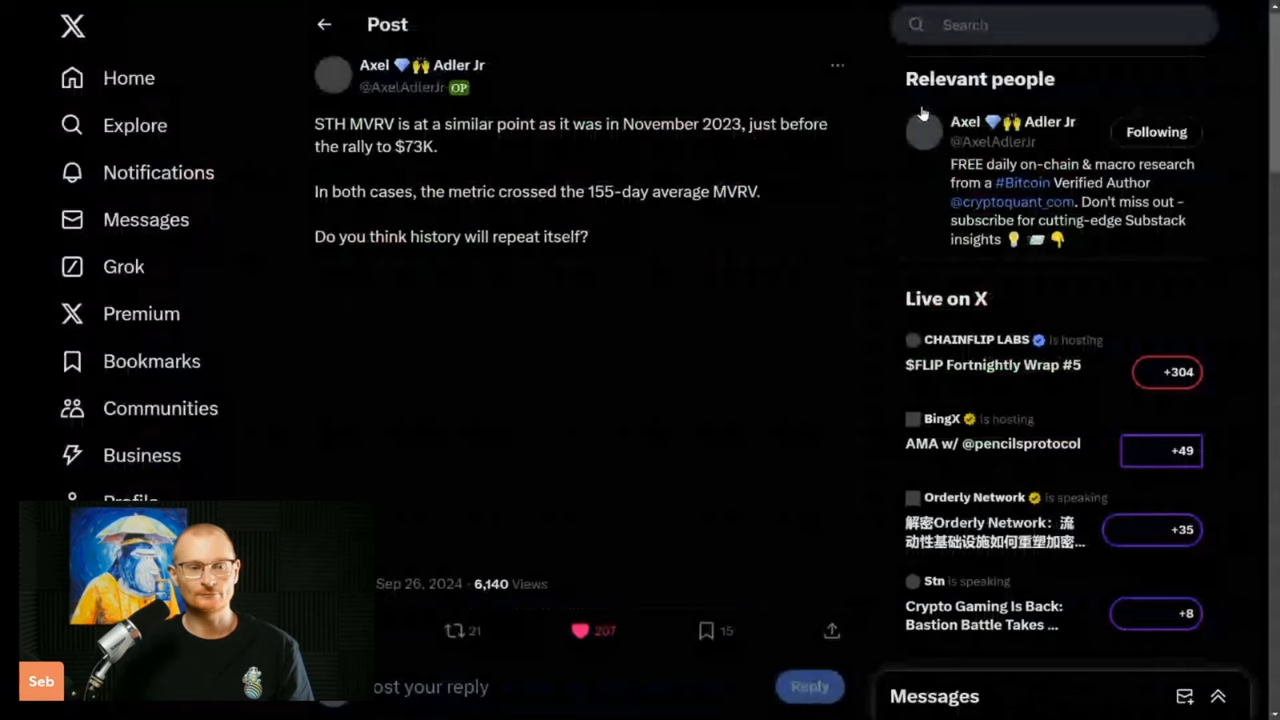 Post
Search
Home
Explore
Notifications
Messages
Grok
Premium
Bookmarks
Communities
Business
Profile
Axel 💎🙌 Adler Jr
@AxelAdlerJr OP
STH MVRV is at a similar point as it was in November 2023, just before
the rally to $73K.
In both cases, the metric crossed the 155-day average MVRV.
Do you think history will repeat itself?
Sep 26, 2024 · 6,140 Views
21
207
15
ost your reply
Reply
Relevant people
Axel 💎🙌 Adler Jr
@AxelAdlerJr
Following
FREE daily on-chain & macro research
from a #Bitcoin Verified Author
@cryptoquant_com. Don't miss out -
subscribe for cutting-edge Substack
insights 💡 📨 👇
Live on X
CHAINFLIP LABS is hosting
$FLIP Fortnightly Wrap #5
+304
BingX is hosting
AMA w/ @pencilsprotocol
+49
Orderly Network is speaking
解密Orderly Network：流
动性基础设施如何重塑加密...
+35
Stn is speaking
Crypto Gaming Is Back:
Bastion Battle Takes ...
+8
Messages
Seb